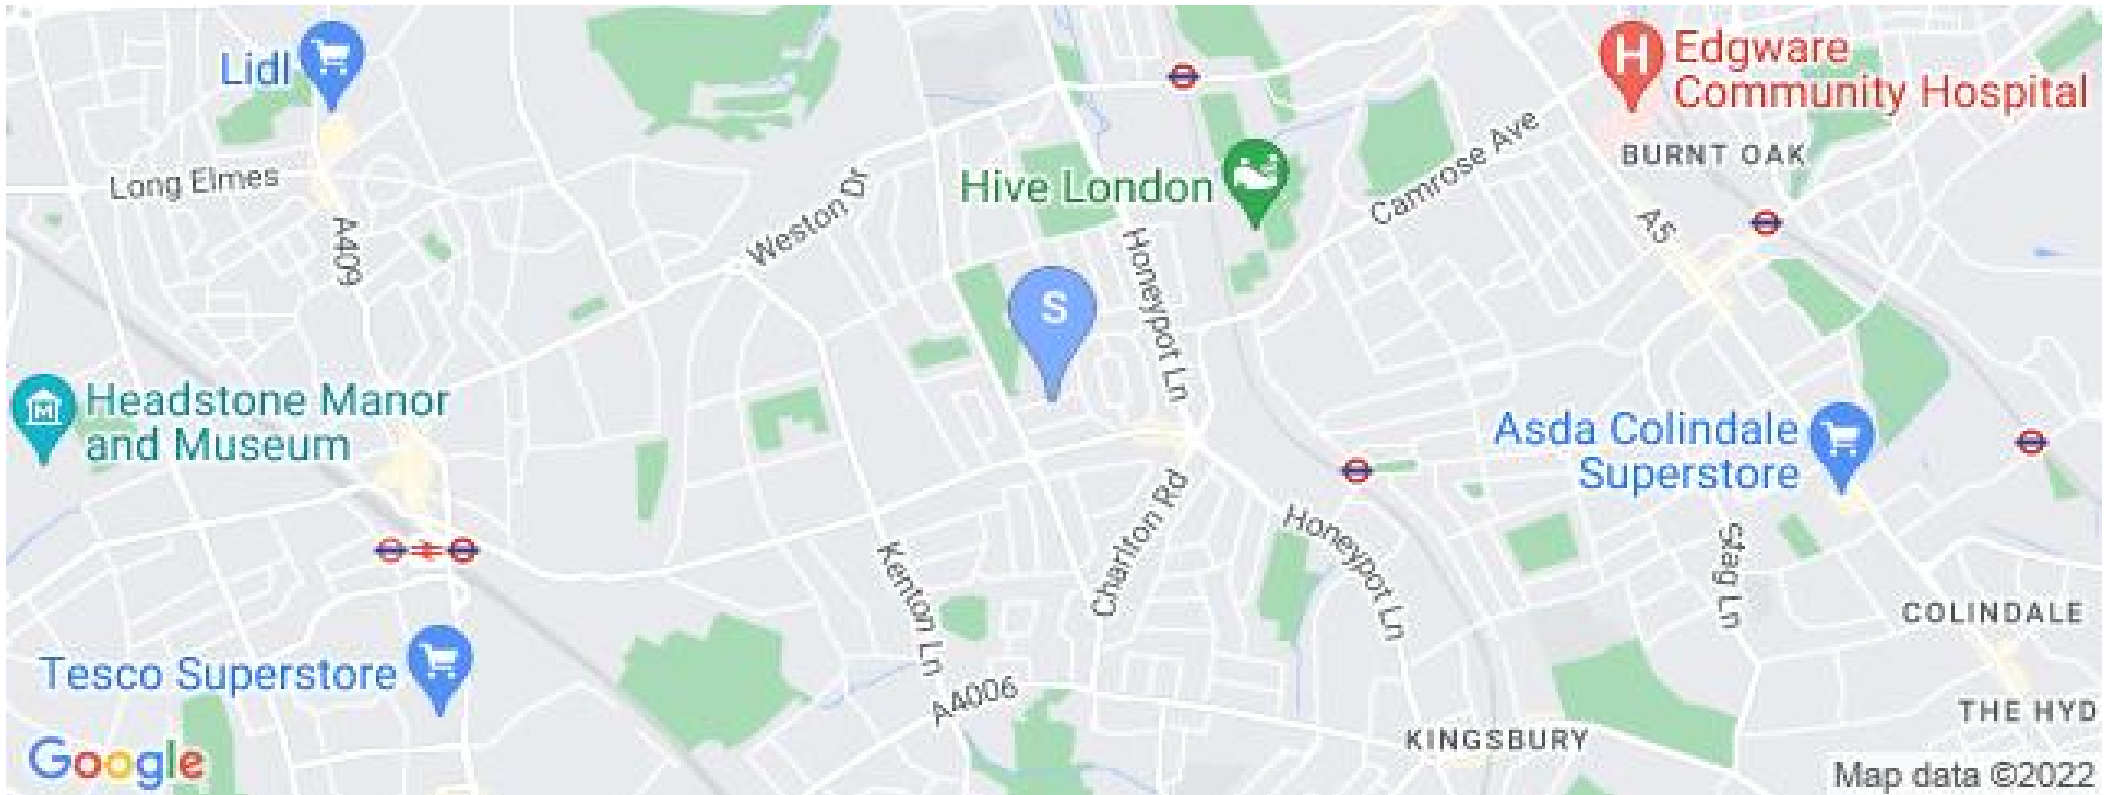 Lidl
Edgware
Community Hospital
BURNT OAK
Long Elmes
Camrose Ave
Hive London
Weston Dr
A409
A5
Honeypot Ln
S
Headstone Manor
and Museum
Asda Colindale
Superstore
Charlton Rd
Honeypot Ln
Kenton Ln
Stag Ln
COLINDALE
Tesco Superstore
A4006
THE HYD
KINGSBURY
Google
Map data ©2022